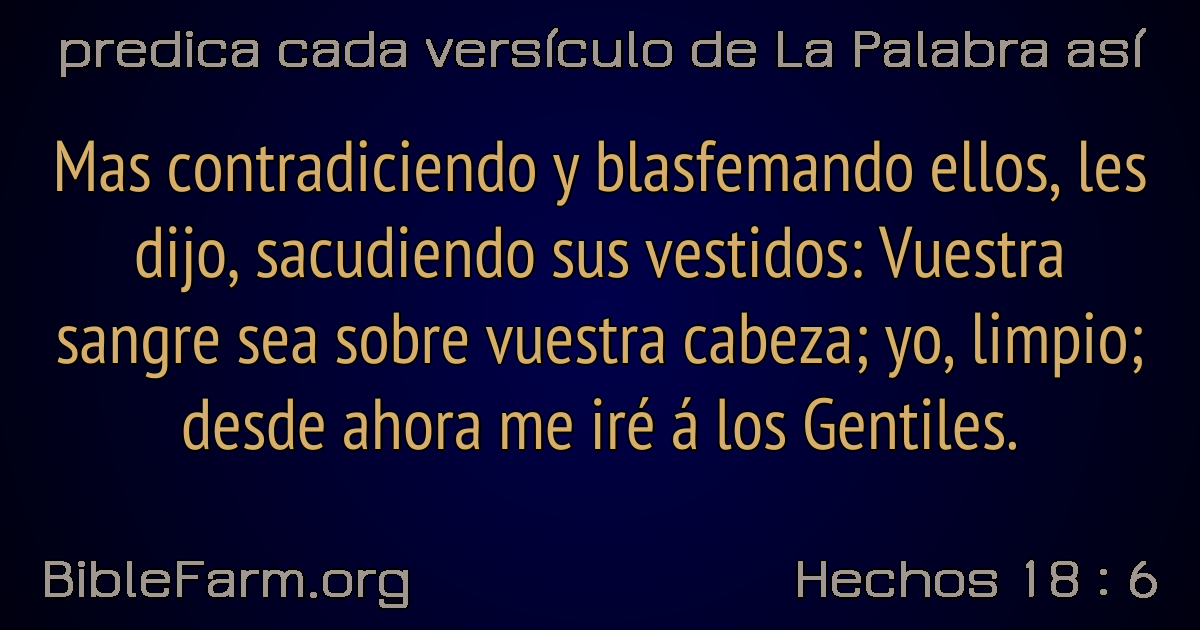 predica cada versículo de La Palabra así
Mas contradiciendo y blasfemando ellos, les
dijo, sacudiendo sus vestidos: Vuestra
sangre sea sobre vuestra cabeza; yo, limpio;
desde ahora me iré á los Gentiles.
BibleFarm.org
Hechos 18 : 6